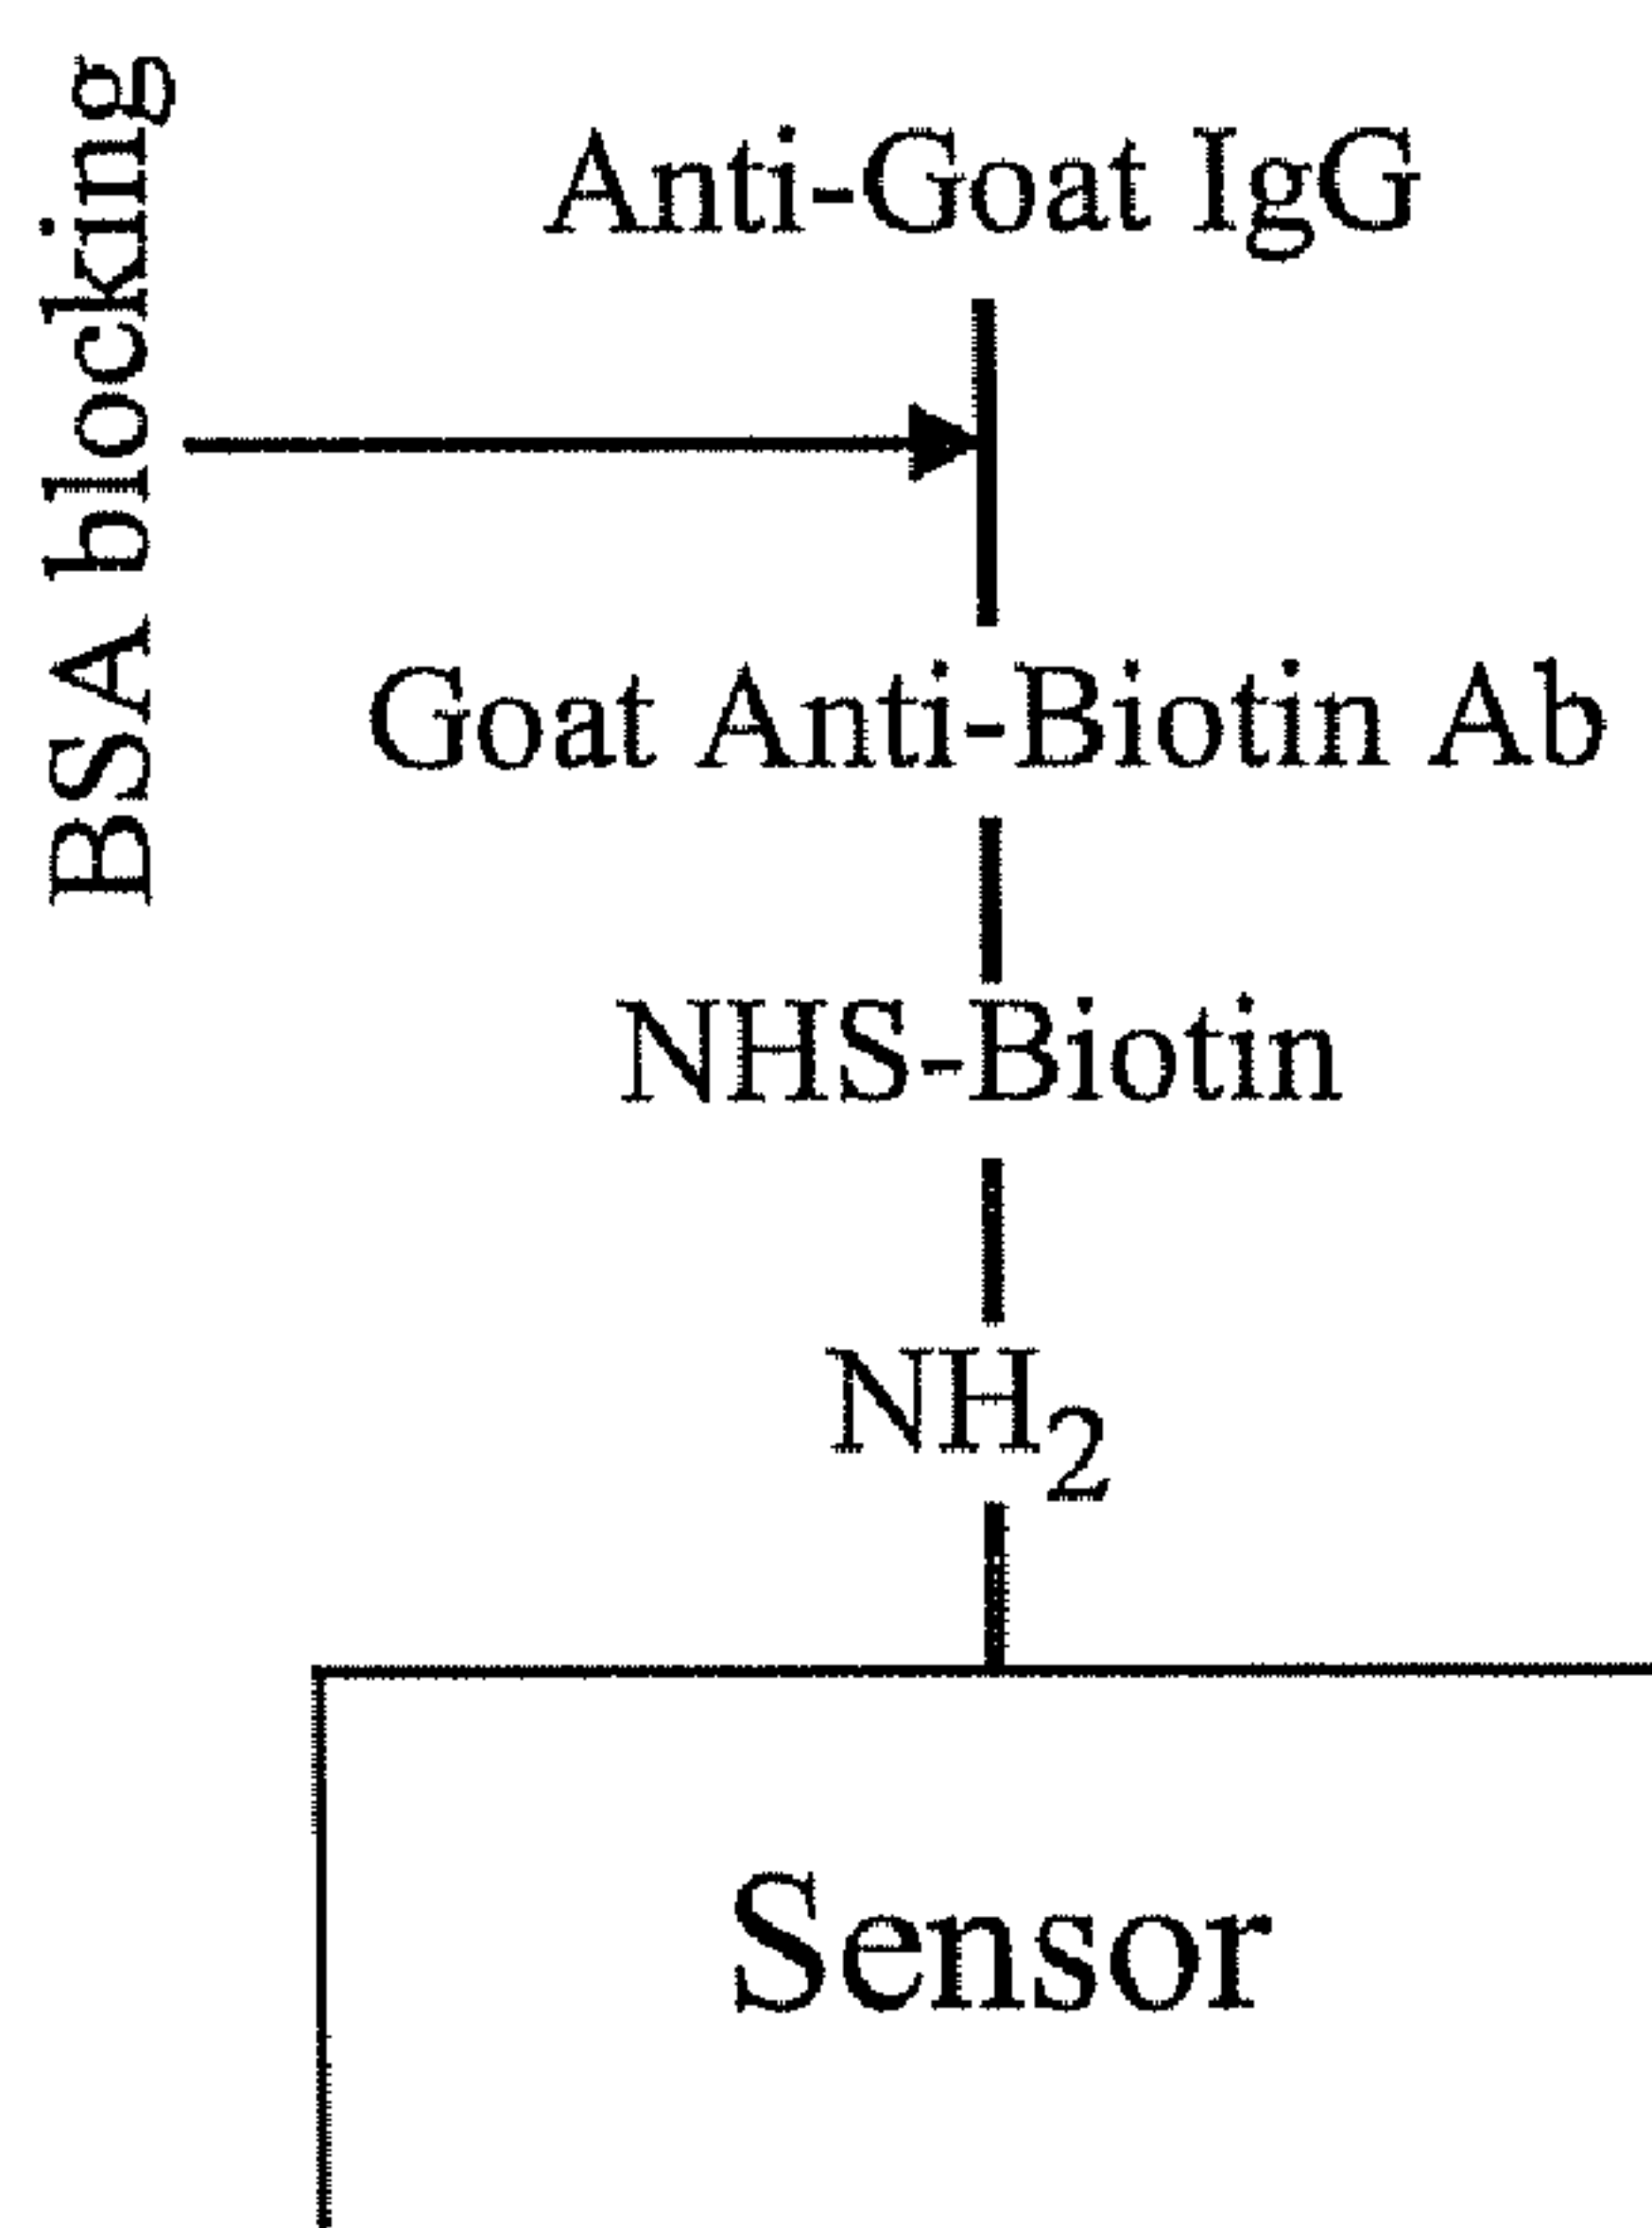 BSA blocking
Anti-Goat IgG
Goat Anti-Biotin Ab
NHS-Biotin
NH2
Sensor